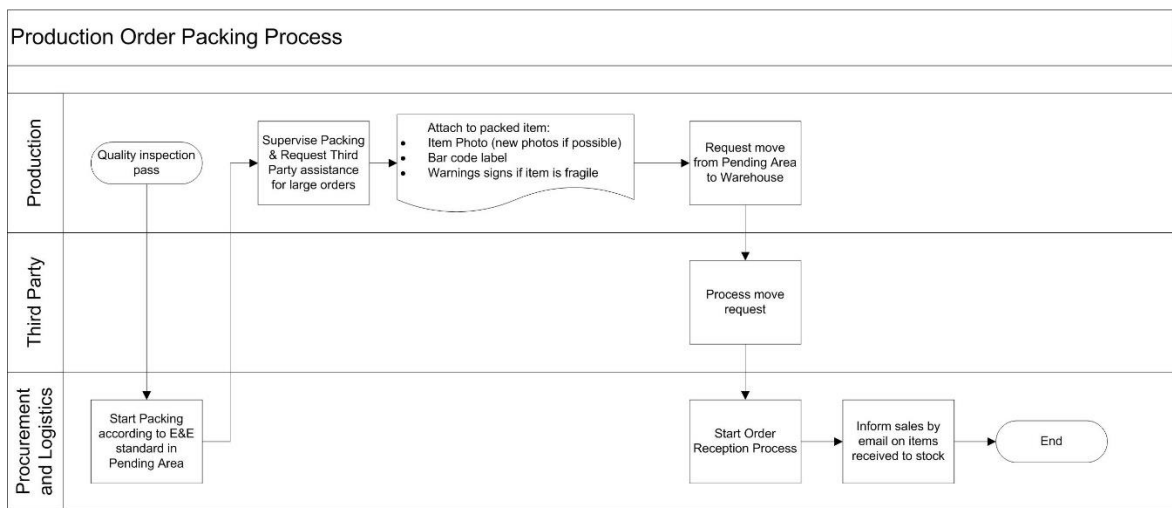 Production Order Packing Process
Production
Quality inspection
pass
Supervise Packing
& Request Third
Party assistance
for large orders
Attach to packed item:
• Item Photo (new photos if possible)
• Bar code label
• Warnings signs if item is fragile
Request move
from Pending Area
to Warehouse
Third Party
Process move
request
Procurement
and Logistics
Start Packing
according to E&E
standard in
Pending Area
Start Order
Reception Process
Inform sales by
email on items
received to stock
End